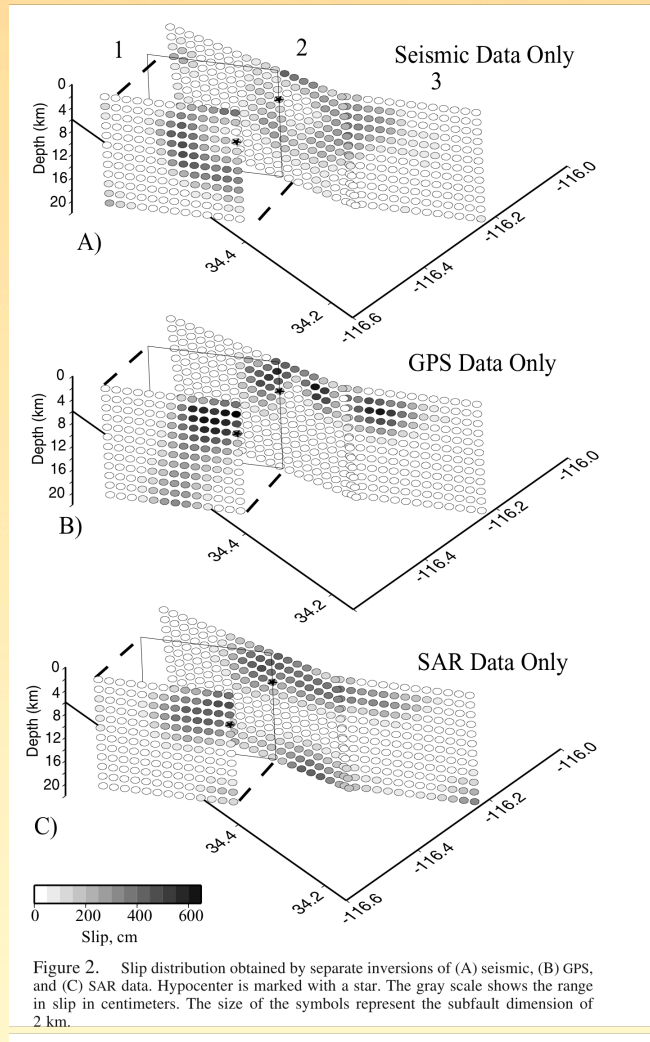 1
2
Seismic Data Only
3
Depth (km)
0
4
8
12
16
20
A)
34.4
34.2
-116.6
-116.4
-116.2
-116.0
GPS Data Only
Depth (km)
0
4
8
12
16
20
B)
34.4
34.2
-116.4
-116.2
-116.0
SAR Data Only
Depth (km)
0
4
8
12
16
20
C)
34.4
34.2
-116.6
-116.4
-116.2
-116.0
0 200 400 600
Slip, cm
Figure 2. Slip distribution obtained by separate inversions of (A) seismic, (B) GPS,
and (C) SAR data. Hypocenter is marked with a star. The gray scale shows the range
in slip in centimeters. The size of the symbols represent the subfault dimension of
2 km.